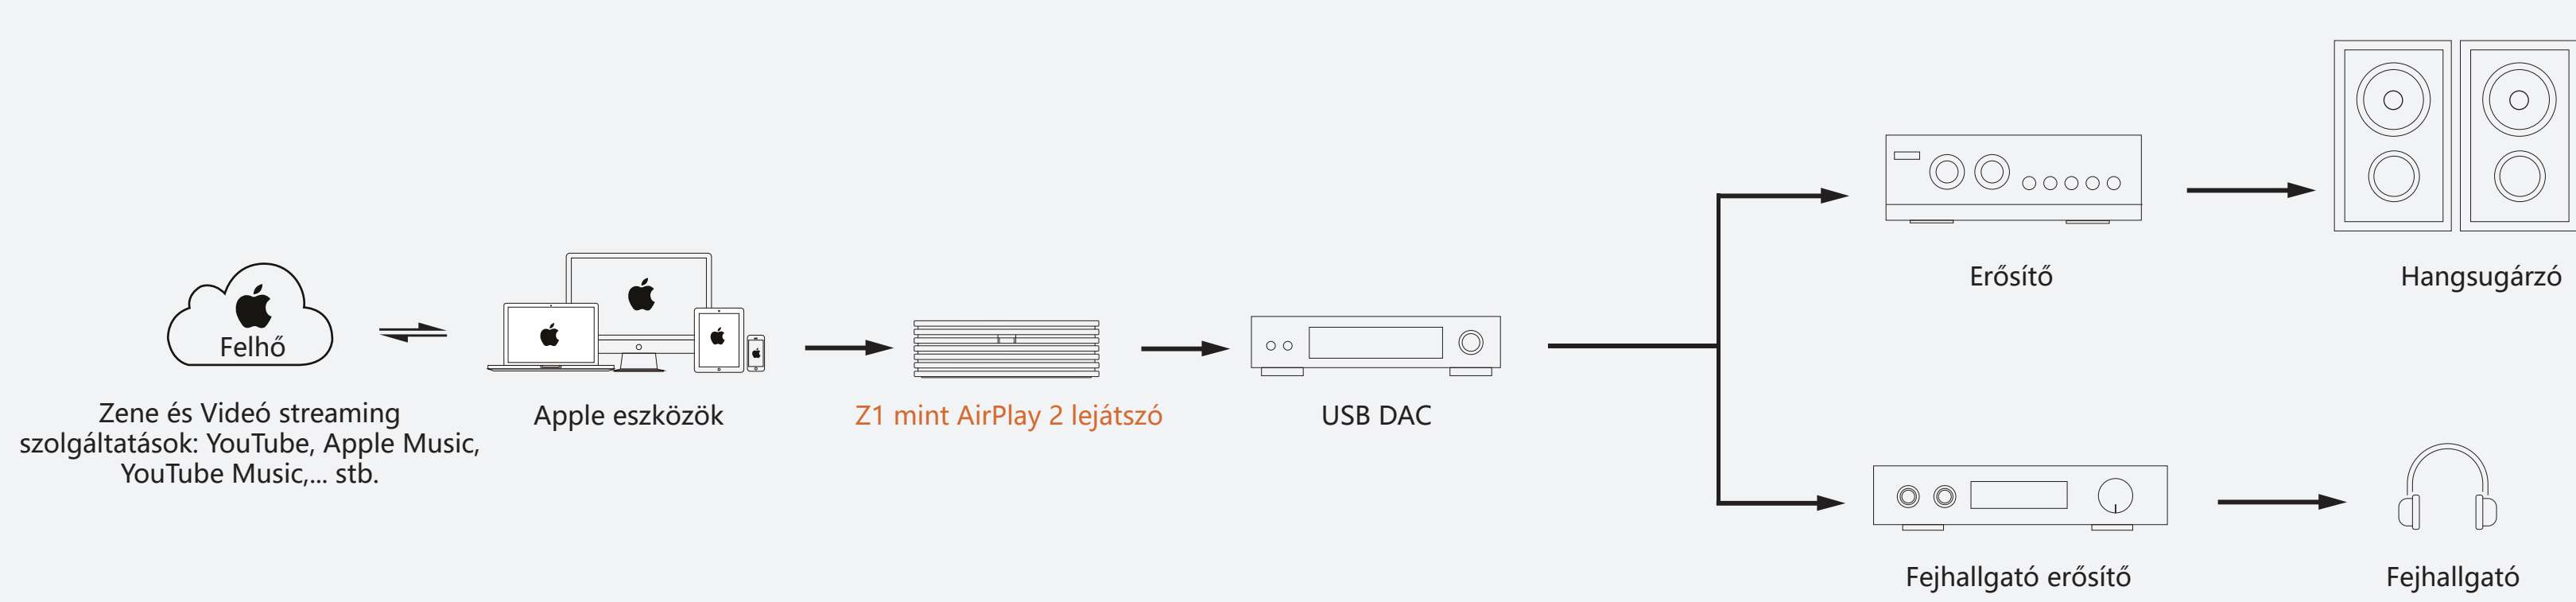 Felhő
Zene és Videó streaming
szolgáltatások: YouTube, Apple Music,
YouTube Music,... stb.
Apple eszközök
Z1 mint AirPlay 2 lejátszó
USB DAC
Erősítő
Hangsugárzó
Fejhallgató erősítő
Fejhallgató